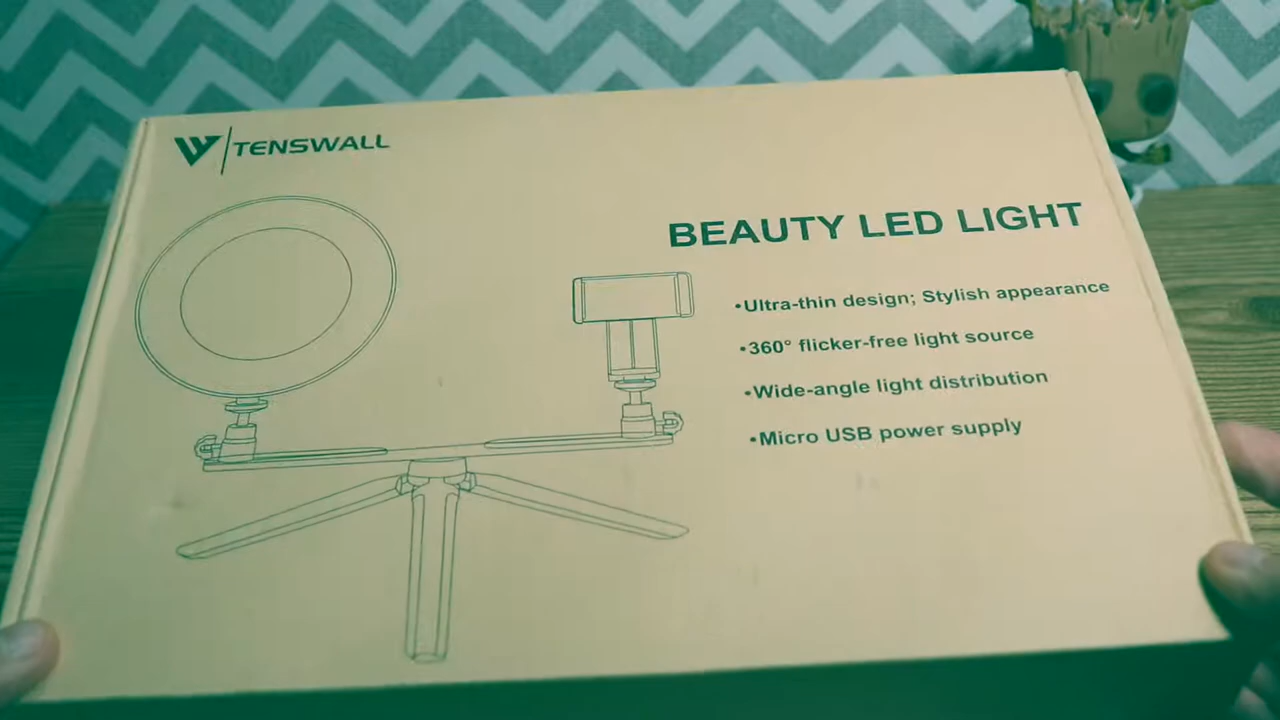 TENSWALL
BEAUTY LED LIGHT
•Ultra-thin design; Stylish appearance
•360° flicker-free light source
•Wide-angle light distribution
•Micro USB power supply